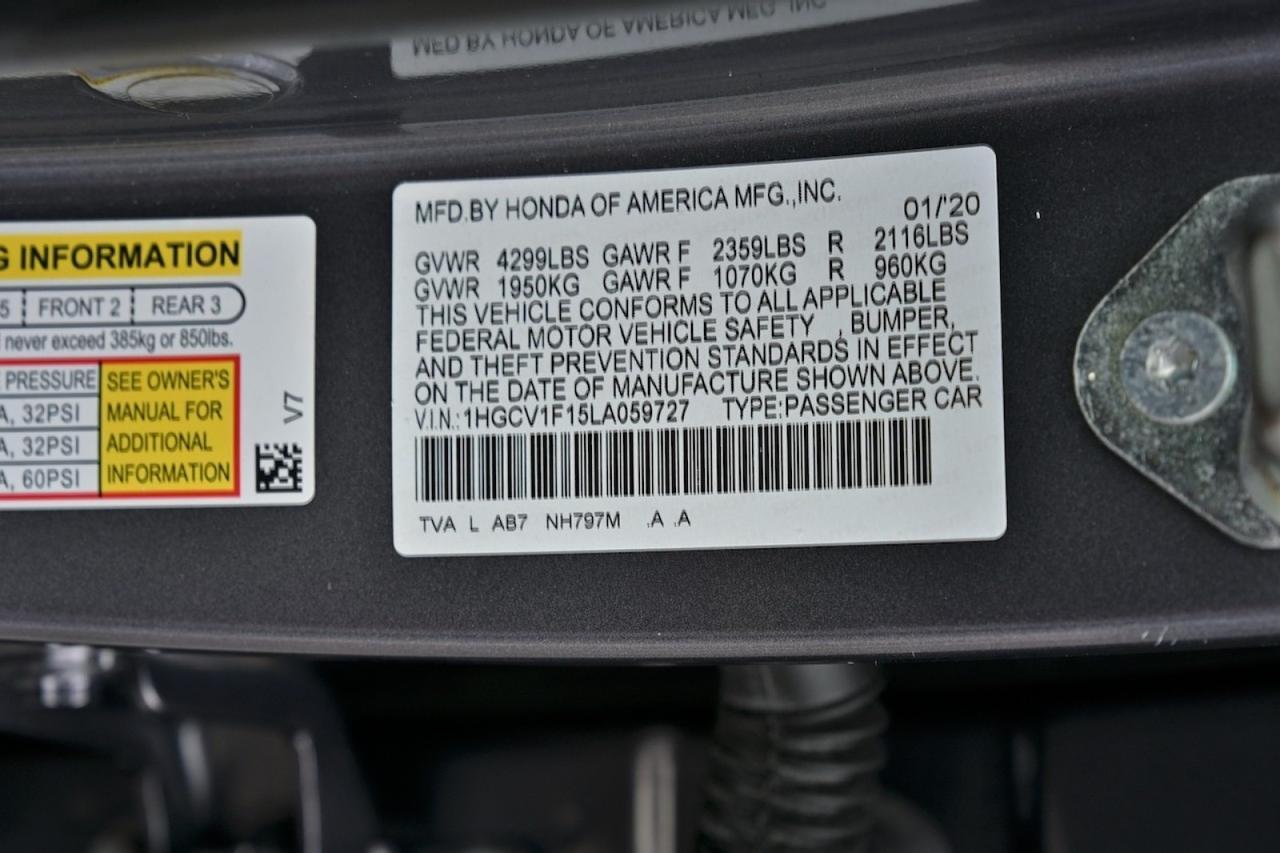 MFD BY HONDA OF AMERICA MFG., INC
G INFORMATION
5 FRONT 2 REAR 3
never exceed 385kg or 850lbs.
PRESSURE
A, 32PSI
A, 32PSI
A, 60PSI
SEE OWNER'S
MANUAL FOR
ADDITIONAL
INFORMATION
V7
MFD.BY HONDA OF AMERICA MFG.,INC. 01/'20
GVWR 4299LBS GAWR F 2359LBS R 2116LBS
GVWR 1950KG GAWR F 1070KG R 960KG
THIS VEHICLE CONFORMS TO ALL APPLICABLE
FEDERAL MOTOR VEHICLE SAFETY , BUMPER,
AND THEFT PREVENTION STANDARDS IN EFFECT
ON THE DATE OF MANUFACTURE SHOWN ABOVE.
V.I.N.:1HGCV1F15LA059727 TYPE:PASSENGER CAR
TVA L AB7 NH797M .A .A